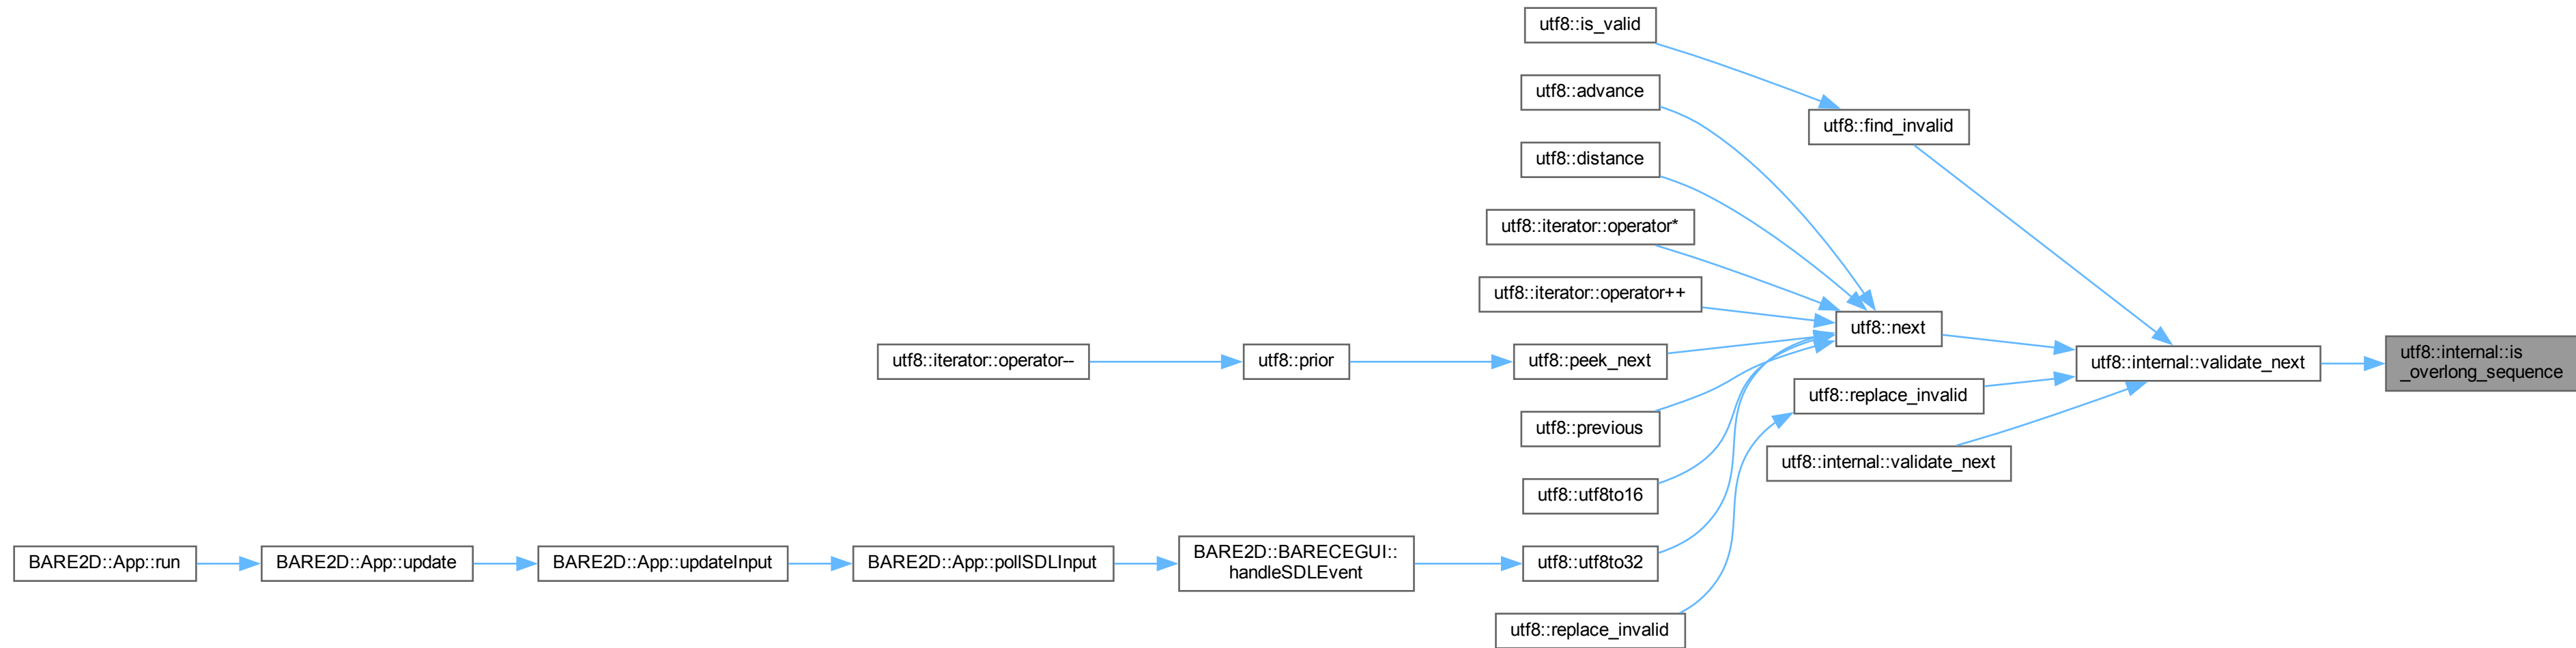 utf8::is_valid
utf8::advance
utf8::find_invalid
utf8::distance
utf8::iterator::operator*
utf8::iterator::operator++
utf8::next
utf8::iterator::operator--
utf8::prior
utf8::peek_next
utf8::internal::validate_next
utf8::internal::is
_overlong_sequence
utf8::replace_invalid
utf8::previous
utf8::internal::validate_next
utf8::utf8to16
BARE2D::App::run
BARE2D::App::update
BARE2D::App::updateInput
BARE2D::App::pollSDLInput
BARE2D::BARECEGUI::
handleSDLEvent
utf8::utf8to32
utf8::replace_invalid